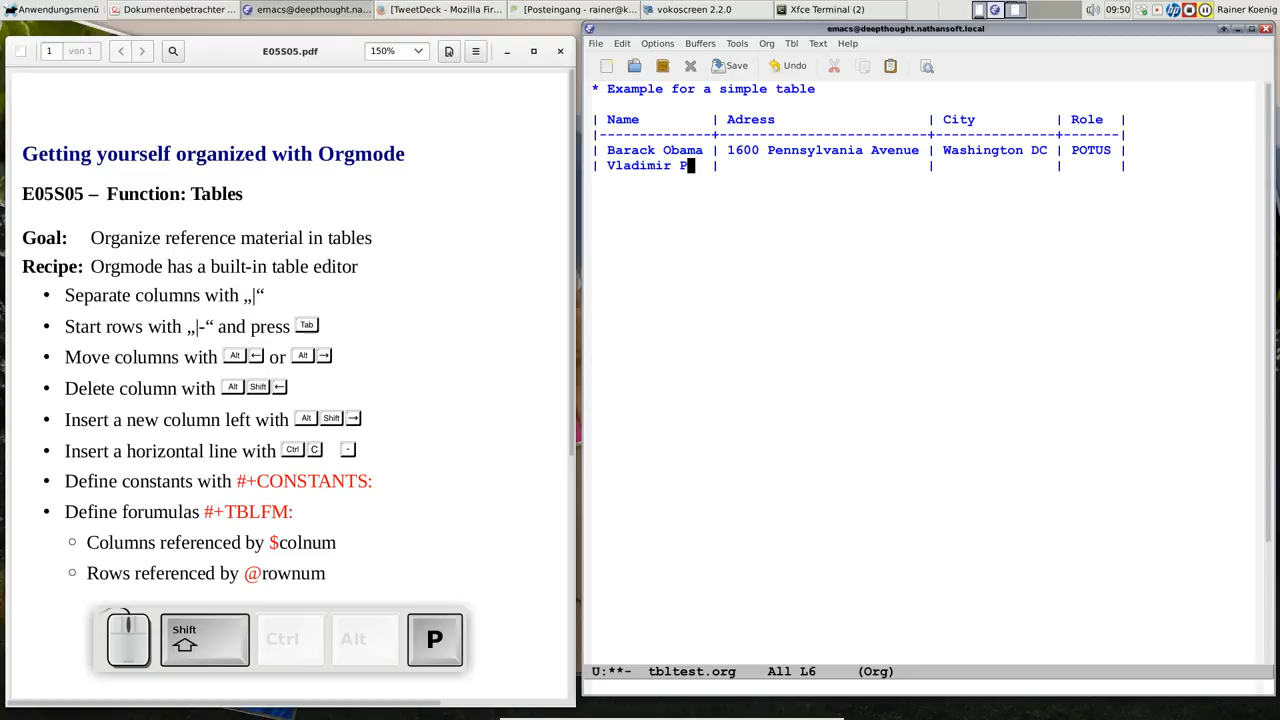 Anwendungsmenü
Dokumentenbetrachter ...
emacs@deepthought.na...
[TweetDeck - Mozilla Fir...
[Posteingang - rainer@k...
vokoscreen 2.2.0
Xfce Terminal (2)
09:50
Rainer Koenig
1 von 1
E05S05.pdf
150%
Getting yourself organized with Orgmode
E05S05 – Function: Tables
Goal: Organize reference material in tables
Recipe: Orgmode has a built-in table editor
• Separate columns with „|“
• Start rows with „|-“ and press Tab
• Move columns with Alt ← or Alt →
• Delete column with Alt Shift ←
• Insert a new column left with Alt Shift →
• Insert a horizontal line with Ctrl C -
• Define constants with #+CONSTANTS:
• Define forumulas #+TBLFM:
○ Columns referenced by $colnum
○ Rows referenced by @rownum
Shift Ctrl Alt P
emacs@deepthought.nathansoft.local
File Edit Options Buffers Tools Org Tbl Text Help
Save Undo
* Example for a simple table
| Name         | Adress                   | City          | Role  |
|--------------+--------------------------+---------------+-------|
| Barack Obama | 1600 Pennsylvania Avenue | Washington DC | POTUS |
| Vladimir P   |                          |               |       |
U:**-  tbltest.org    All L6     (Org)